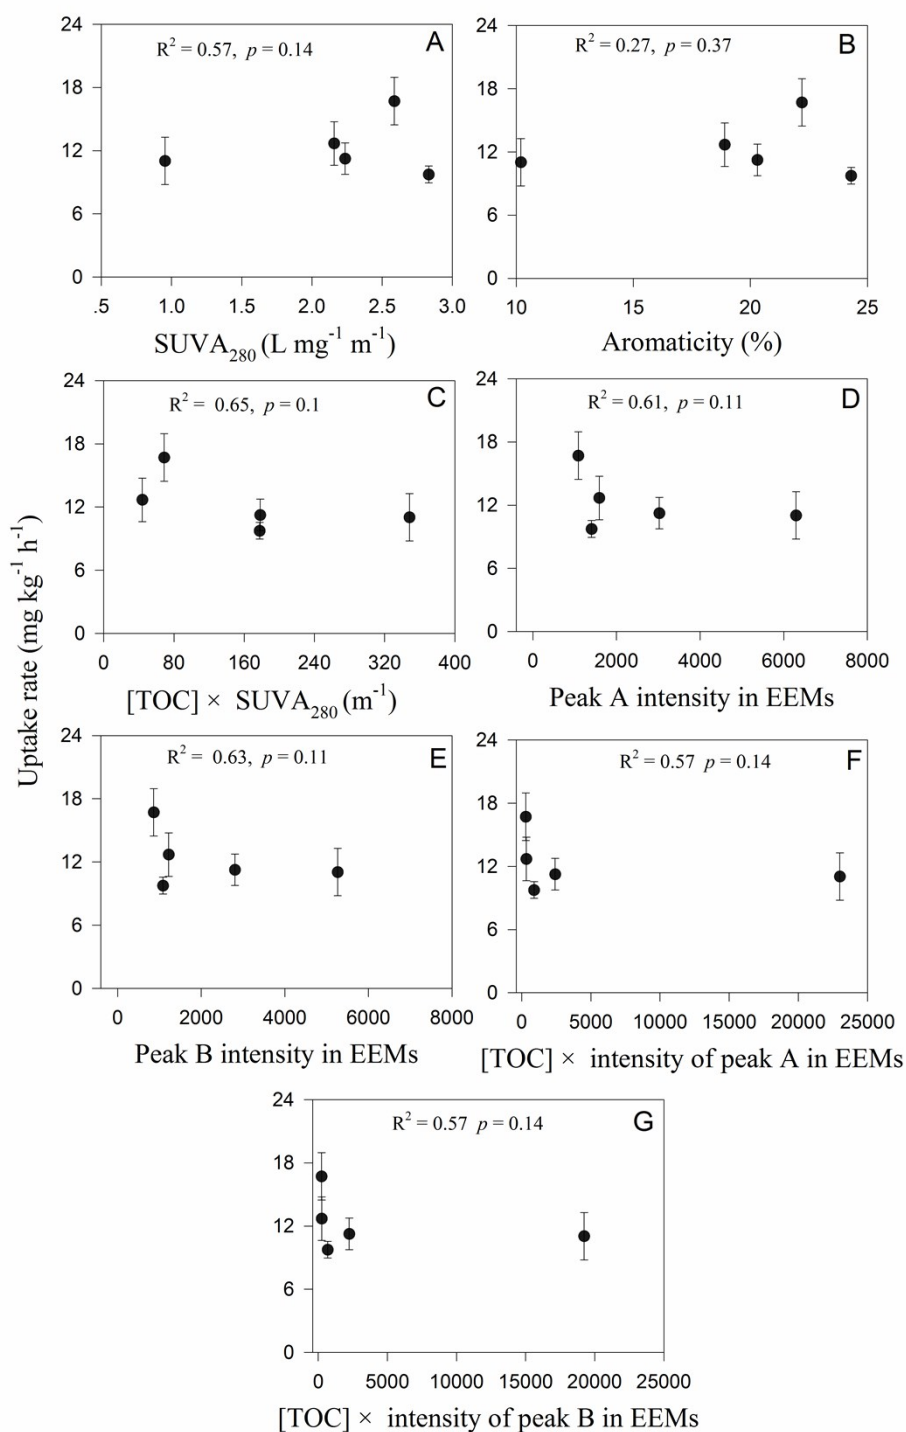 24
18
12
6
0
R² = 0.57, p = 0.14
A
.5 1.0 1.5 2.0 2.5 3.0
SUVA₂₈₀ (L mg⁻¹ m⁻¹)
24
18
12
6
0
R² = 0.27, p = 0.37
B
10 15 20 25
Aromaticity (%)
Uptake rate (mg kg⁻¹ h⁻¹)
24
18
12
6
0
R² = 0.65, p = 0.1
C
0 80 160 240 320 400
[TOC] × SUVA₂₈₀ (m⁻¹)
24
18
12
6
0
R² = 0.61, p = 0.11
D
0 2000 4000 6000 8000
Peak A intensity in EEMs
24
18
12
6
0
R² = 0.63, p = 0.11
E
0 2000 4000 6000 8000
Peak B intensity in EEMs
24
18
12
6
0
R² = 0.57 p = 0.14
F
0 5000 10000 15000 20000 25000
[TOC] × intensity of peak A in EEMs
24
18
12
6
0
R² = 0.57 p = 0.14
G
0 5000 10000 15000 20000 25000
[TOC] × intensity of peak B in EEMs